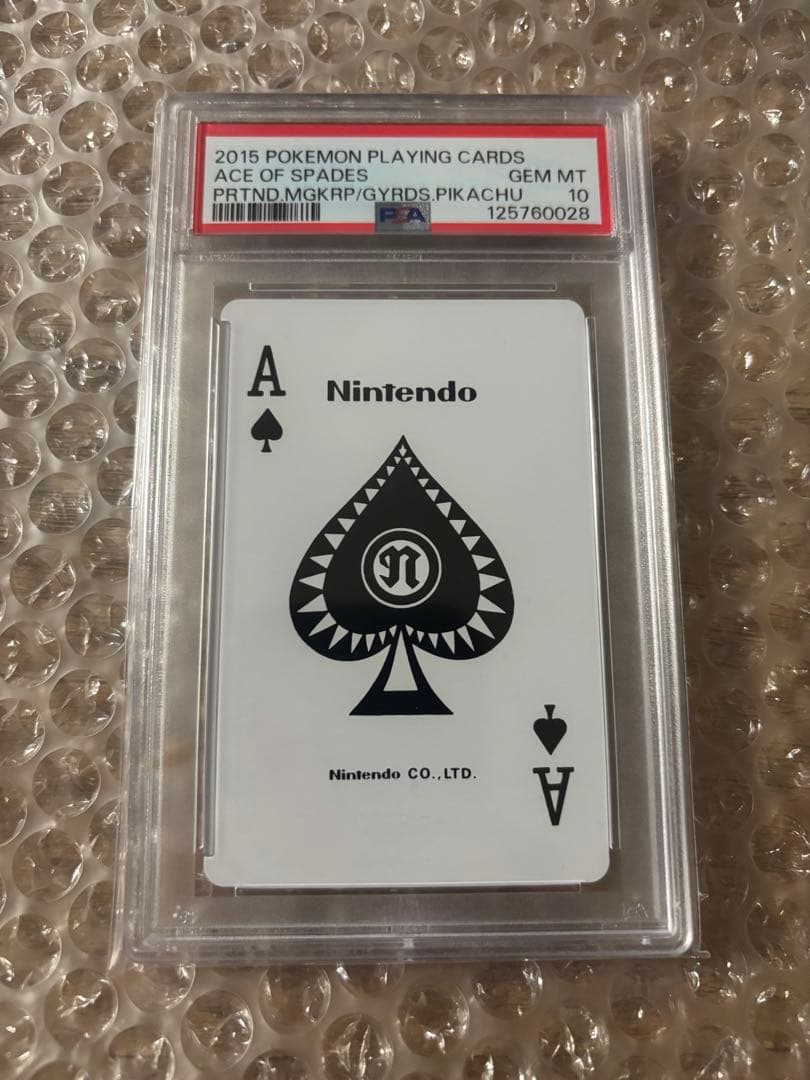 2015 POKEMON PLAYING CARDS
ACE OF SPADES GEM MT
PRTND.MGKRP/GYRDS.PIKACHU 10
PSA 125760028
A
Nintendo
n
Nintendo CO.,LTD.
A